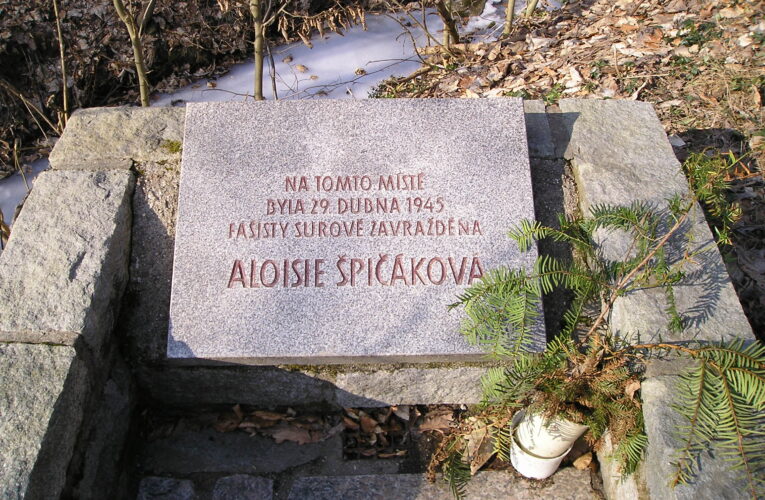 NA TOMTO MÍSTĚ
BYLA 29. DUBNA 1945
FAŠISTY SUROVĚ ZAVRAŽDĚNA
ALOISIE ŠPIČÁKOVÁ